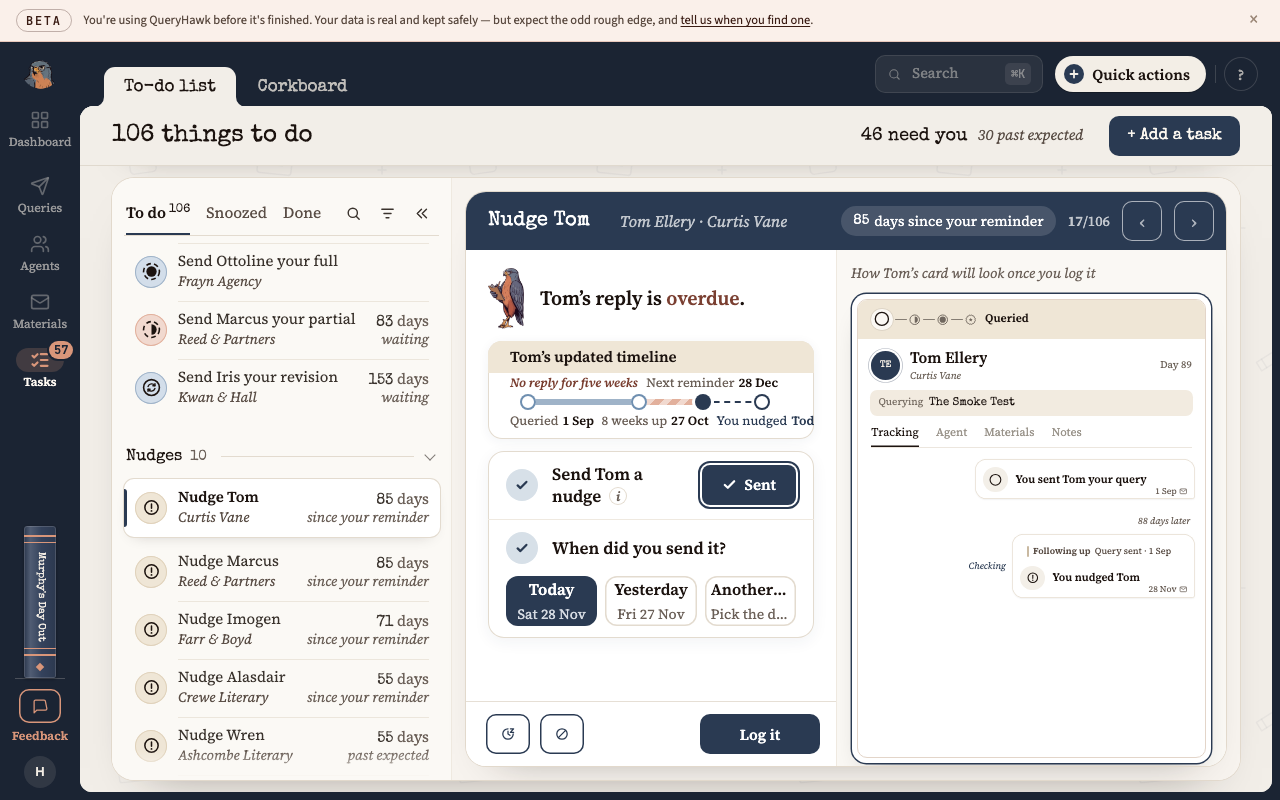 BETA
You're using QueryHawk before it's finished. Your data is real and kept safely — but expect the odd rough edge, and tell us when you find one.
×
To-do list
Corkboard
Search
⌘K
Quick actions
?
Dashboard
Queries
Agents
Materials
57
Tasks
Murphy's Day Out
Feedback
H
106 things to do
46 need you
30 past expected
+ Add a task
To do 106
Snoozed
Done
Send Ottoline your full
Frayn Agency
Send Marcus your partial
83 days
Reed & Partners
waiting
Send Iris your revision
153 days
Kwan & Hall
waiting
Nudges 10
Nudge Tom
85 days
Curtis Vane
since your reminder
Nudge Marcus
85 days
Reed & Partners
since your reminder
Nudge Imogen
71 days
Farr & Boyd
since your reminder
Nudge Alasdair
55 days
Crewe Literary
since your reminder
Nudge Wren
55 days
Ashcombe Literary
past expected
Nudge Tom
Tom Ellery · Curtis Vane
85 days since your reminder
17/106
Tom's reply is overdue.
Tom's updated timeline
No reply for five weeks
Next reminder 28 Dec
Queried 1 Sep
8 weeks up 27 Oct
You nudged Tod
Send Tom a
nudge i
Sent
When did you send it?
Today
Sat 28 Nov
Yesterday
Fri 27 Nov
Another...
Pick the d...
Log it
How Tom's card will look once you log it
Queried
TE
Tom Ellery
Curtis Vane
Day 89
Querying The Smoke Test
Tracking
Agent
Materials
Notes
You sent Tom your query
1 Sep
88 days later
Following up Query sent · 1 Sep
Checking
You nudged Tom
28 Nov